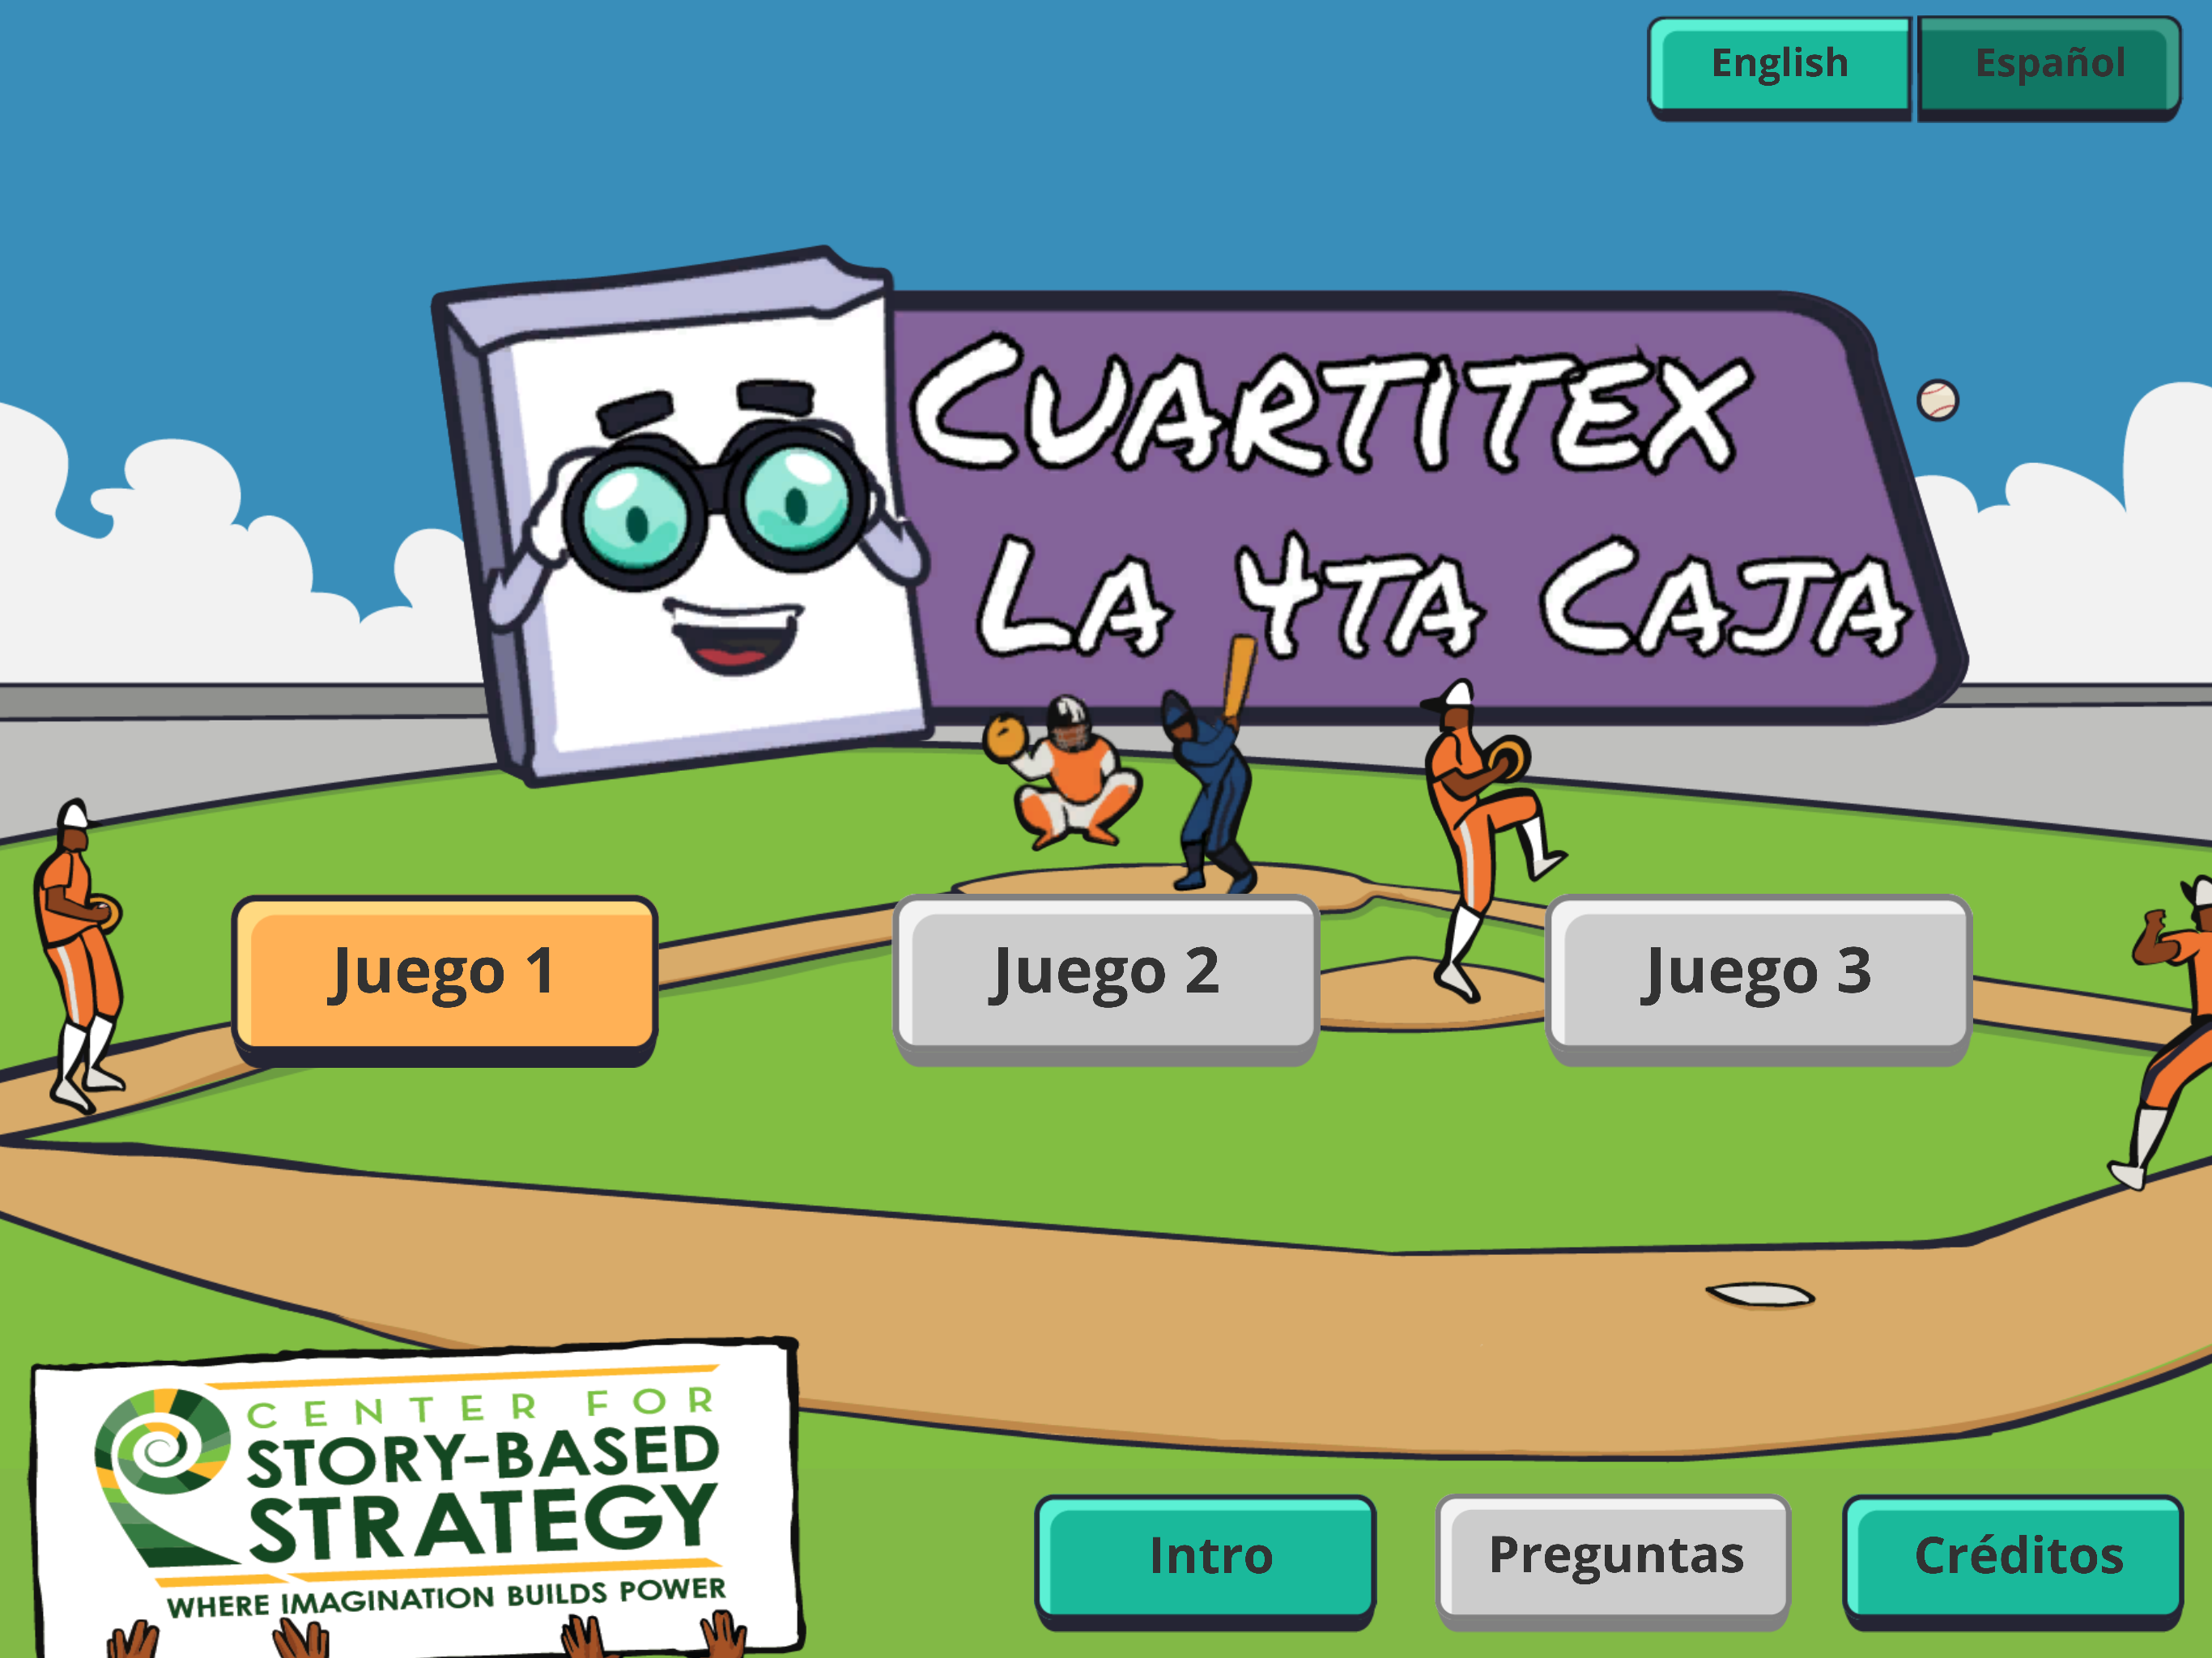 English
Español
CUARTITEX
LA 4TA CAJA
Juego 1
Juego 2
Juego 3
CENTER FOR
STORY-BASED
STRATEGY
WHERE IMAGINATION BUILDS POWER
Intro
Preguntas
Créditos